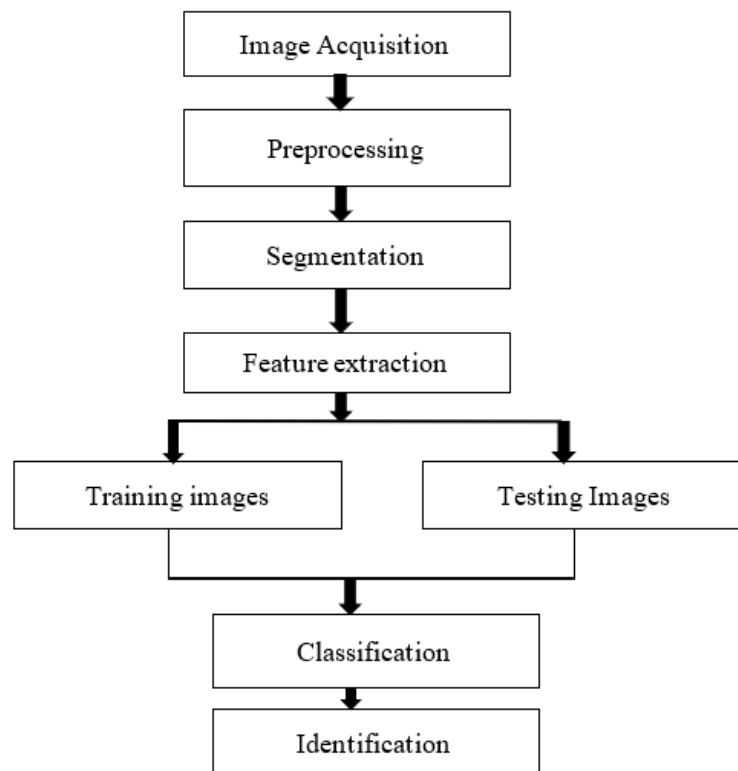 Image Acquisition
Preprocessing
Segmentation
Feature extraction
Training images
Testing Images
Classification
Identification